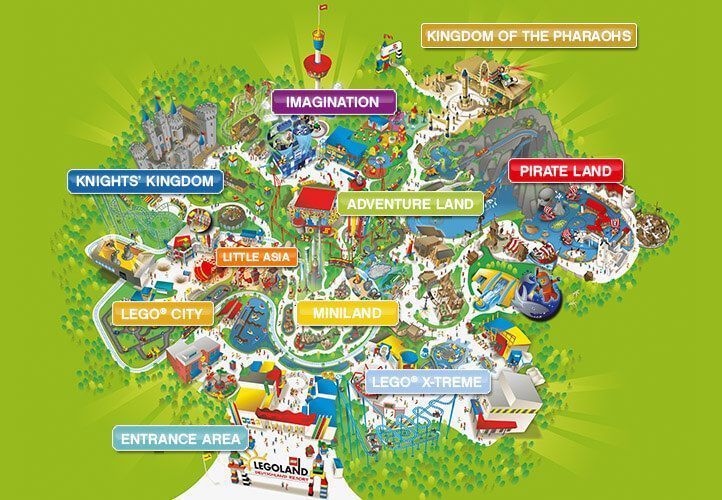 KINGDOM OF THE PHARAOHS
IMAGINATION
PIRATE LAND
KNIGHTS' KINGDOM
ADVENTURE LAND
LITTLE ASIA
LEGO® CITY
MINILAND
LEGO® X-TREME
ENTRANCE AREA
LEGOLAND
DEUTSCHLAND RESORT